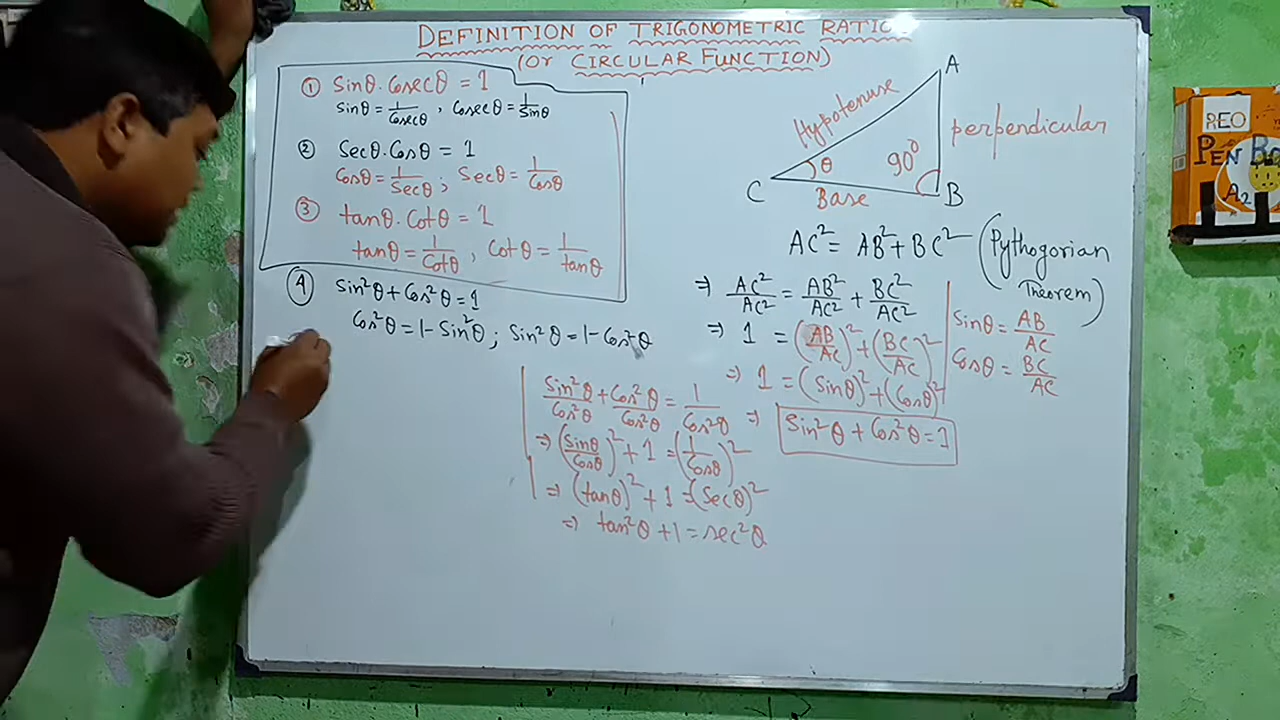 DEFINITION OF TRIGONOMETRIC RATIO
(Or CIRCULAR FUNCTION)
① Sinθ . Cosecθ = 1
Sinθ = 1/Cosecθ , Cosecθ = 1/Sinθ
② Secθ . Cosθ = 1
Cosθ = 1/Secθ ; Secθ = 1/Cosθ
③ tanθ . Cotθ = 1
tanθ = 1/Cotθ , Cotθ = 1/tanθ
④ Sin²θ + Cos²θ = 1
Cos²θ = 1 - Sin²θ ; Sin²θ = 1 - Cos²θ
Sin²θ/Cos²θ + Cos²θ/Cos²θ = 1/Cos²θ
⇒ (Sinθ/Cosθ)² + 1 = (1/Cosθ)²
⇒ (tanθ)² + 1 = (Secθ)²
⇒ tan²θ + 1 = sec²θ
A
Hypotenuse
perpendicular
θ
90°
C
Base
B
AC² = AB² + BC² (Pythogorian
Theorem)
⇒ AC²/AC² = AB²/AC² + BC²/AC²
⇒ 1 = (AB/AC)² + (BC/AC)²
⇒ 1 = (Sinθ)² + (Cosθ)²
⇒ Sin²θ + Cos²θ = 1
Sinθ = AB/AC
Cosθ = BC/AC
REO
PEN Bo
A2